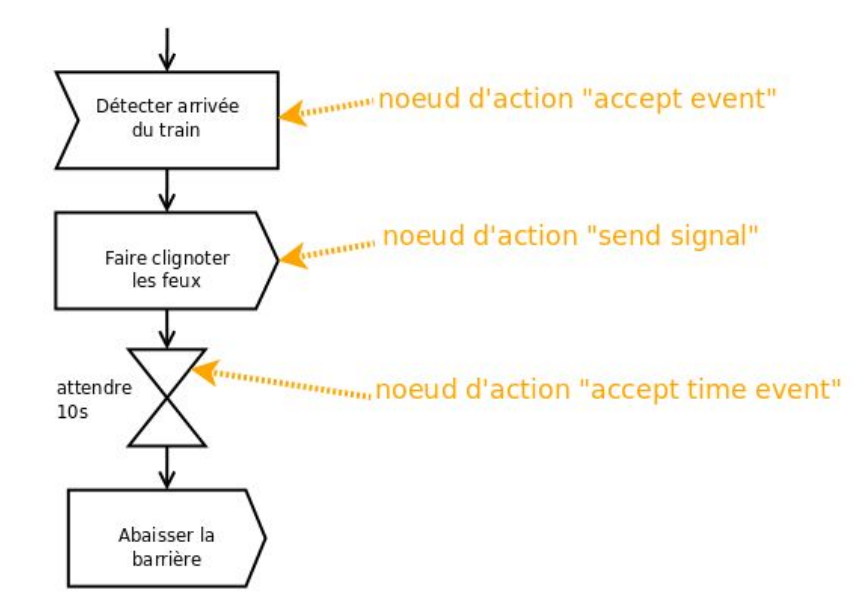 Détecter arrivée
du train
noeud d'action "accept event"
Faire clignoter
les feux
noeud d'action "send signal"
attendre
10s
noeud d'action "accept time event"
Abaisser la
barrière